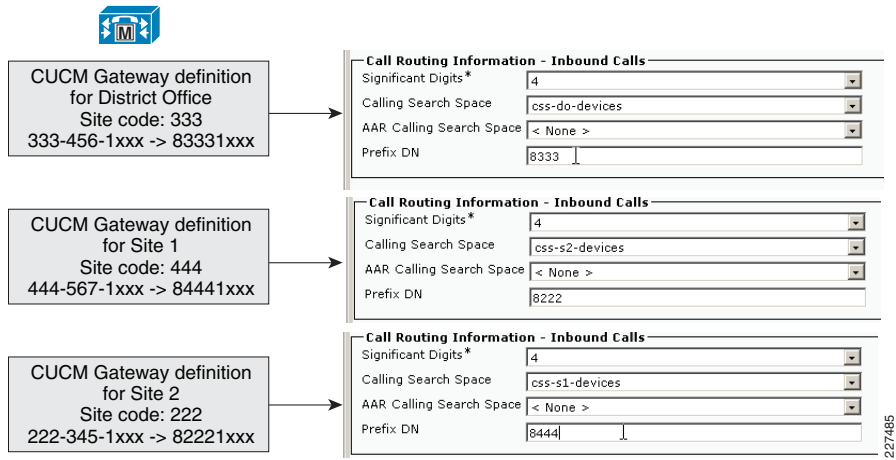 M
CUCM Gateway definition
for District Office
Site code: 333
333-456-1xxx -> 83331xxx
Call Routing Information - Inbound Calls
Significant Digits* 4
Calling Search Space css-do-devices
AAR Calling Search Space < None >
Prefix DN 8333
CUCM Gateway definition
for Site 1
Site code: 444
444-567-1xxx -> 84441xxx
Call Routing Information - Inbound Calls
Significant Digits* 4
Calling Search Space css-s2-devices
AAR Calling Search Space < None >
Prefix DN 8222
CUCM Gateway definition
for Site 2
Site code: 222
222-345-1xxx -> 82221xxx
Call Routing Information - Inbound Calls
Significant Digits* 4
Calling Search Space css-s1-devices
AAR Calling Search Space < None >
Prefix DN 8444
227485